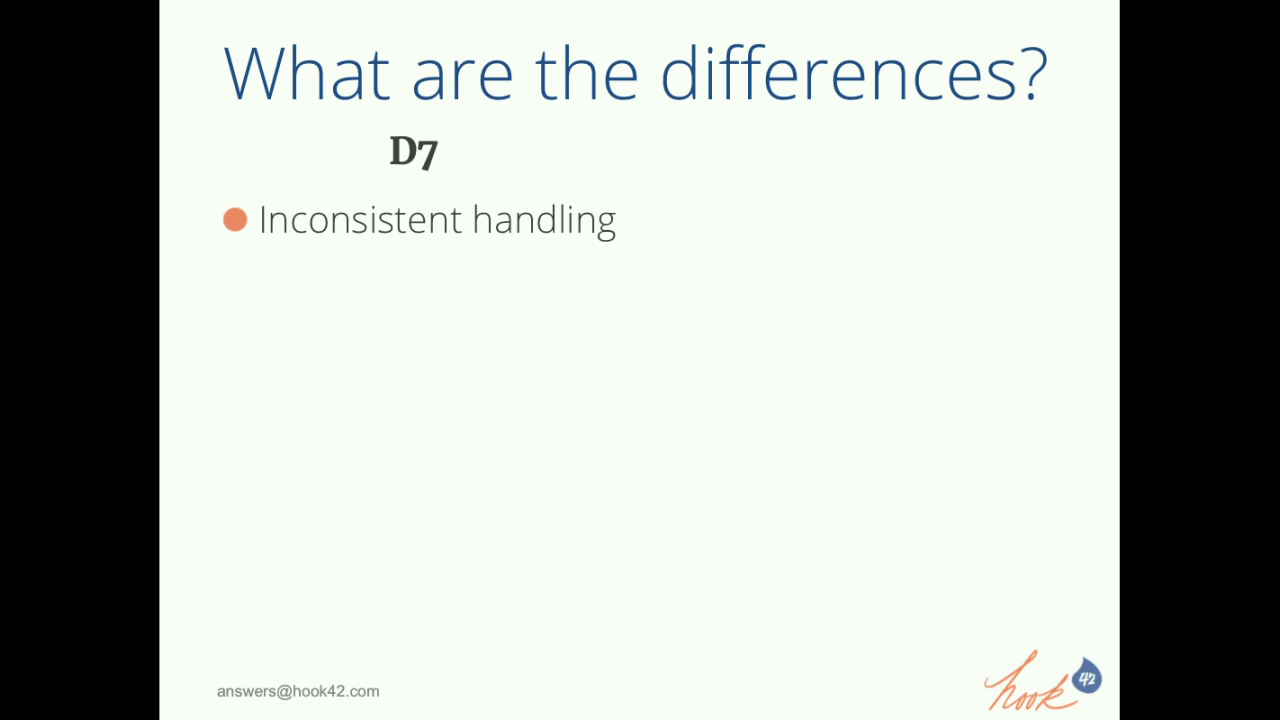 What are the differences?
D7
Inconsistent handling
answers@hook42.com
hook 42